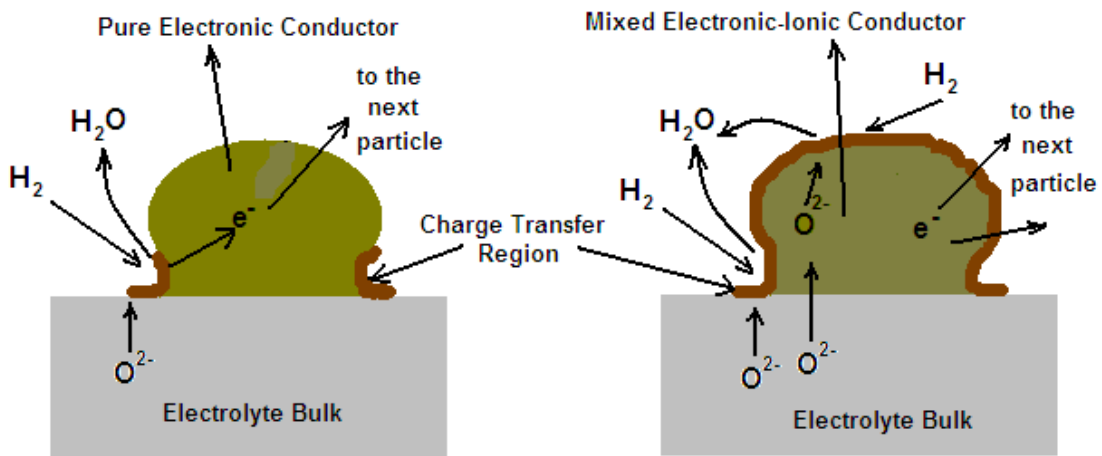 Pure Electronic Conductor
to the
next
particle
H₂O
H₂
e⁻
O²⁻
Electrolyte Bulk
Charge Transfer
Region
Mixed Electronic-Ionic Conductor
H₂
H₂O
to the
next
particle
H₂
O²⁻
e⁻
O²⁻
O²⁻
Electrolyte Bulk